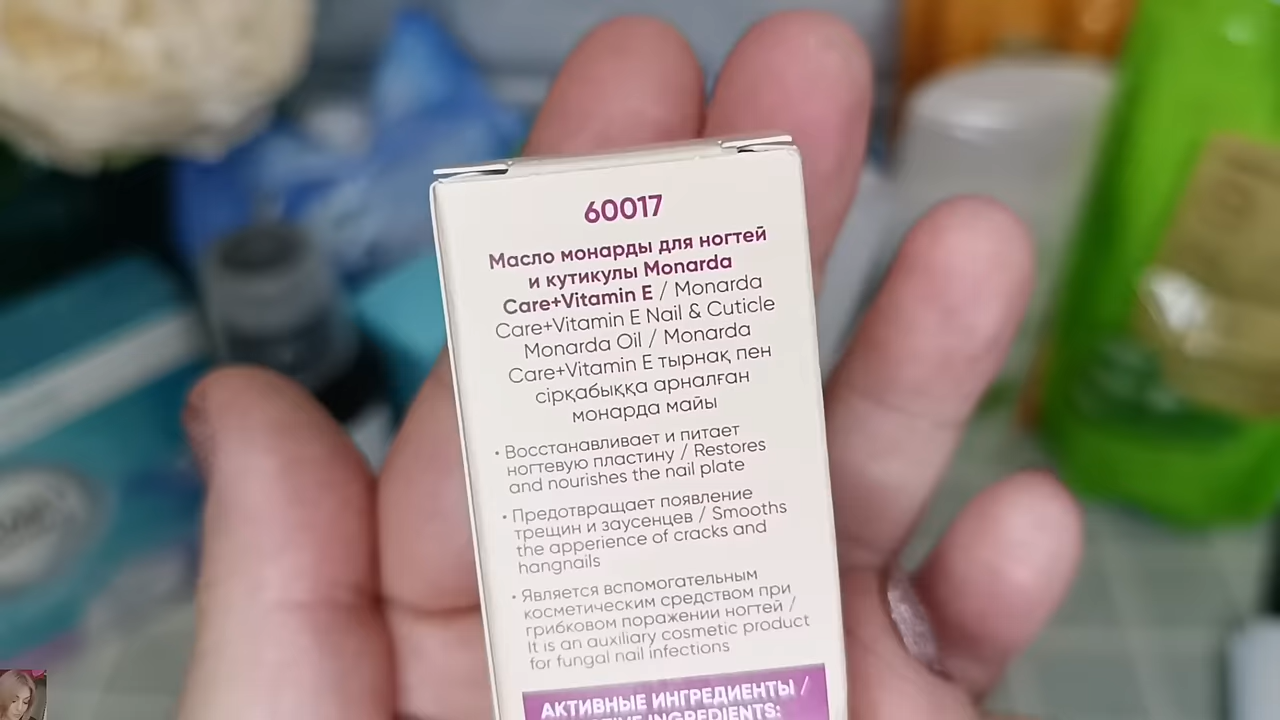 60017
Масло монарды для ногтей
и кутикулы Monarda
Care+Vitamin E / Monarda
Care+Vitamin E Nail & Cuticle
Monarda Oil / Monarda
Care+Vitamin E тырнақ пен
сірқабыққа арналған
монарда майы
• Восстанавливает и питает
ногтевую пластину / Restores
and nourishes the nail plate
• Предотвращает появление
трещин и заусенцев / Smooths
the apperience of cracks and
hangnails
• Является вспомогательным
косметическим средством при
грибковом поражении ногтей /
It is an auxiliary cosmetic product
for fungal nail infections
АКТИВНЫЕ ИНГРЕДИЕНТЫ /
INGREDIENTS: